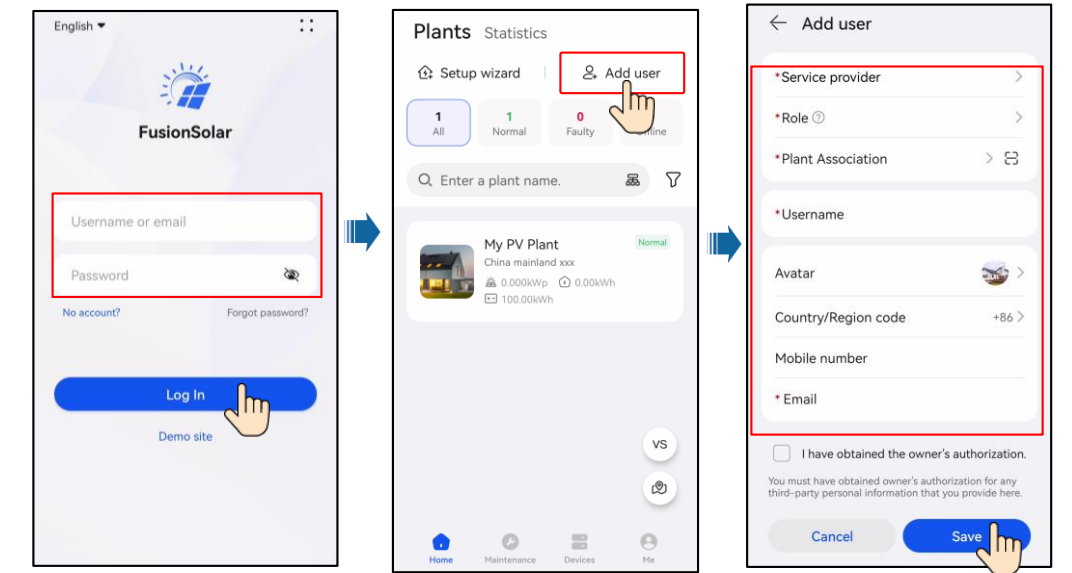 English
FusionSolar
Username or email
Password
No account?
Forgot password?
Log In
Demo site
Plants Statistics
Setup wizard
Add user
1
All
1
Normal
0
Faulty
Enter a plant name.
My PV Plant
Normal
China mainland xxx
0.000kWp
0.00kWh
100.00kWh
VS
Home
Maintenance
Devices
Me
Add user
*Service provider
*Role
*Plant Association
*Username
Avatar
Country/Region code
+86
Mobile number
* Email
I have obtained the owner's authorization.
You must have obtained owner's authorization for any
third-party personal information that you provide here.
Cancel
Save